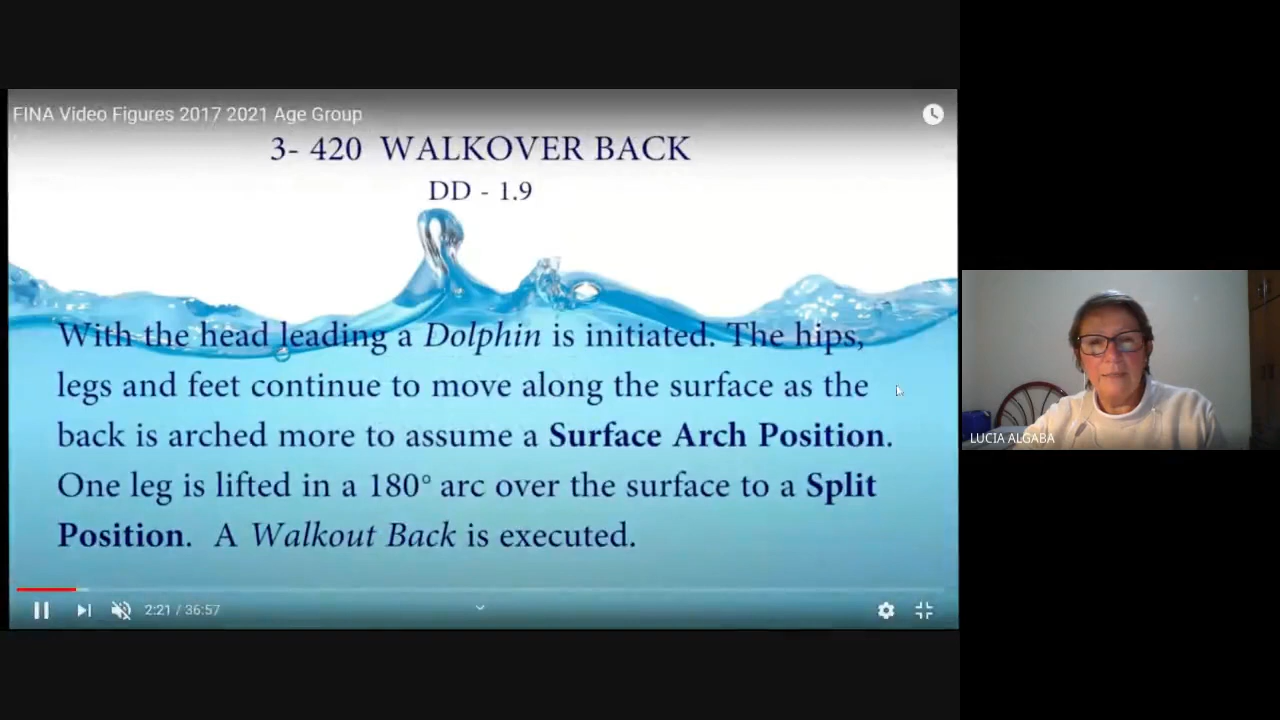 FINA Video Figures 2017 2021 Age Group
3- 420 WALKOVER BACK
DD - 1.9
With the head leading a Dolphin is initiated. The hips,
legs and feet continue to move along the surface as the
back is arched more to assume a Surface Arch Position.
One leg is lifted in a 180° arc over the surface to a Split
Position. A Walkout Back is executed.
2:21 / 36:57
LUCIA ALGABA